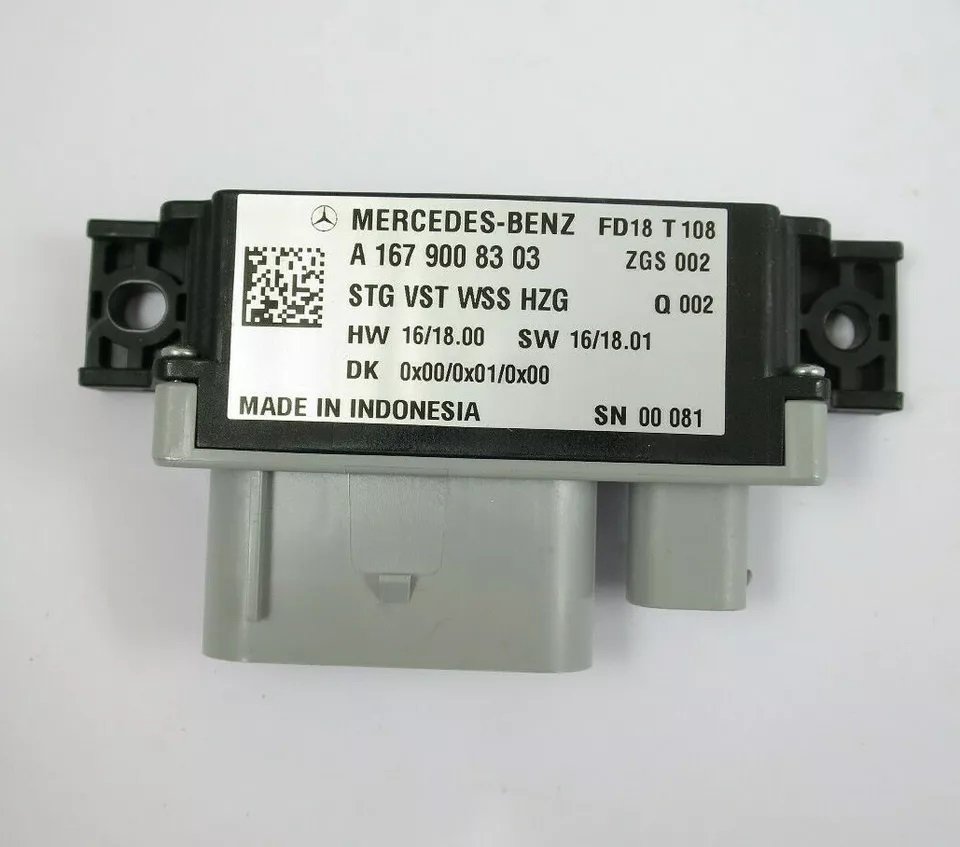 MERCEDES-BENZ FD18 T 108
A 167 900 83 03 ZGS 002
STG VST WSS HZG Q 002
HW 16/18.00 SW 16/18.01
DK 0x00/0x01/0x00
MADE IN INDONESIA SN 00 081